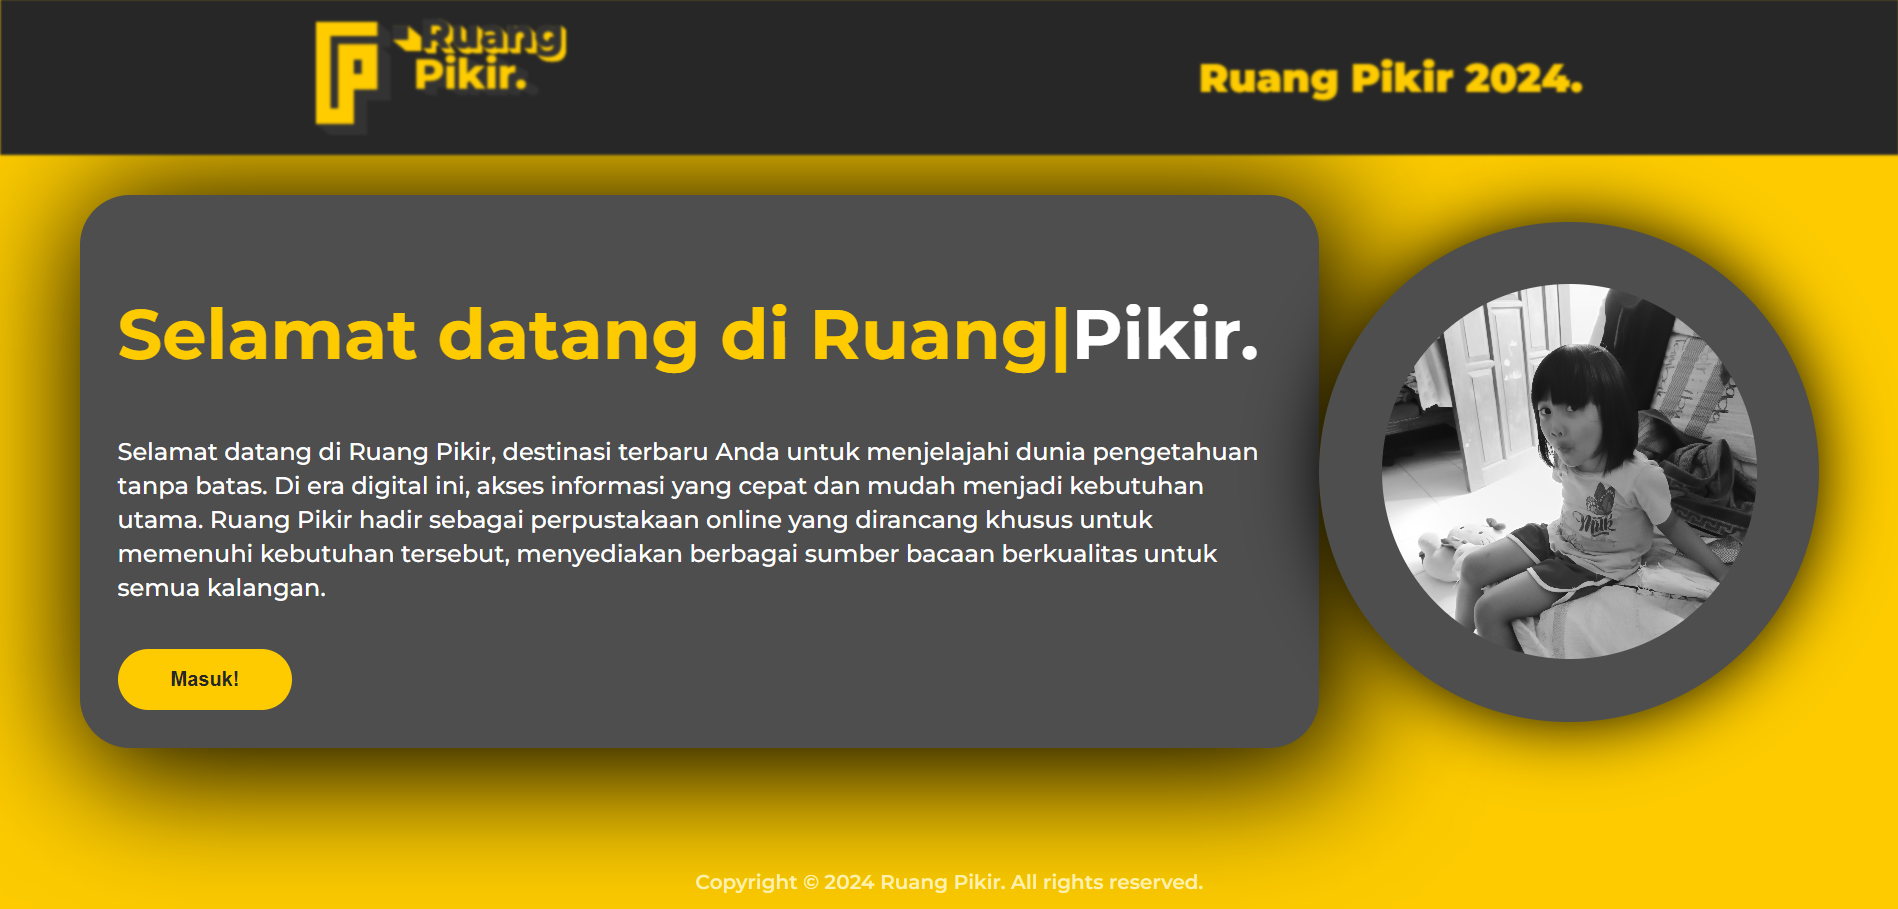 Ruang
Pikir.
Ruang Pikir 2024.
Selamat datang di Ruang|Pikir.
Selamat datang di Ruang Pikir, destinasi terbaru Anda untuk menjelajahi dunia pengetahuan
tanpa batas. Di era digital ini, akses informasi yang cepat dan mudah menjadi kebutuhan
utama. Ruang Pikir hadir sebagai perpustakaan online yang dirancang khusus untuk
memenuhi kebutuhan tersebut, menyediakan berbagai sumber bacaan berkualitas untuk
semua kalangan.
Masuk!
Milk
Copyright © 2024 Ruang Pikir. All rights reserved.